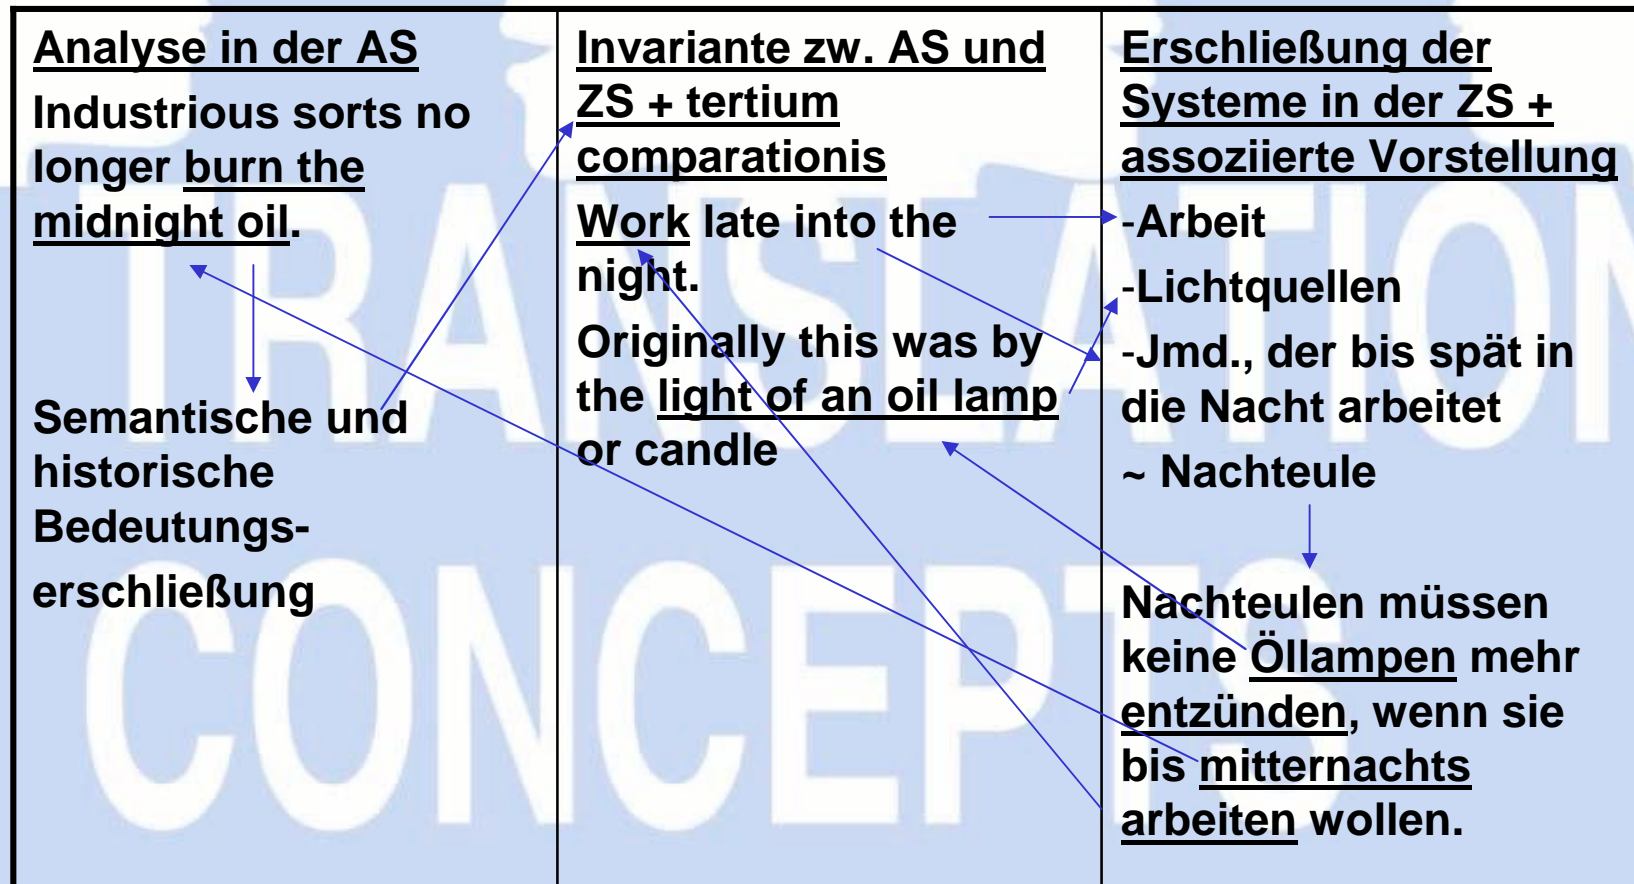 Analyse in der AS
Industrious sorts no
longer burn the
midnight oil.
Semantische und
historische
Bedeutungs-
erschließung
Invariante zw. AS und
ZS + tertium
comparationis
Work late into the
night.
Originally this was by
the light of an oil lamp
or candle
Erschließung der
Systeme in der ZS +
assoziierte Vorstellung
-Arbeit
-Lichtquellen
-Jmd., der bis spät in
die Nacht arbeitet
~ Nachteule
Nachteulen müssen
keine Öllampen mehr
entzünden, wenn sie
bis mitternachts
arbeiten wollen.
TRANSLATION
CONCEPTS